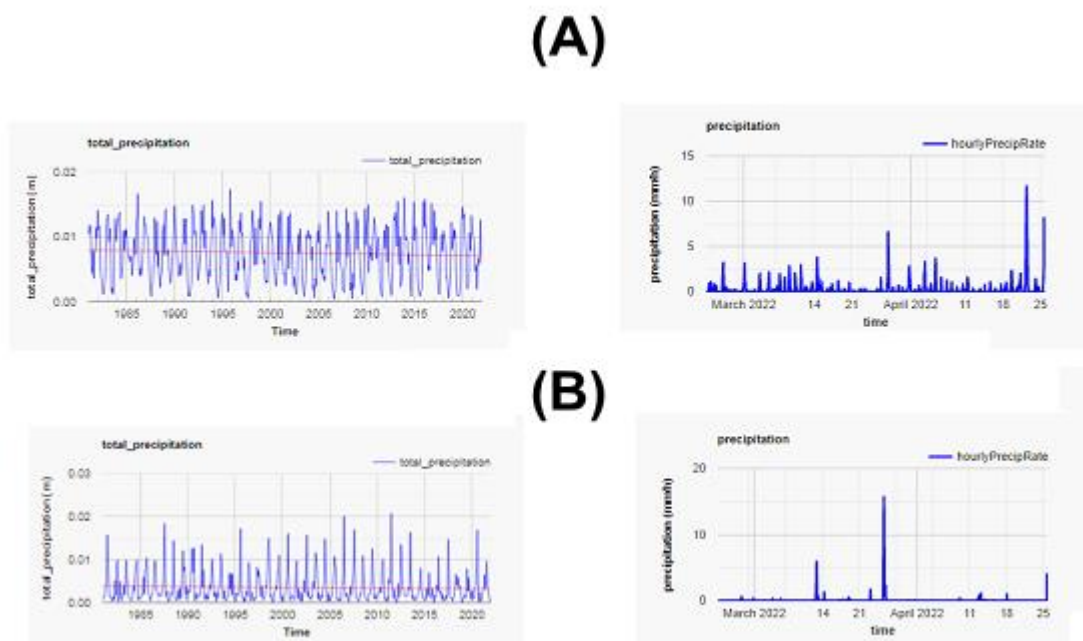 (A)
total_precipitation
total_precipitation
total_precipitation (m)
0.02
0.01
0.00
1985 1990 1995 2000 2005 2010 2015 2020
Time
precipitation
hourlyPrecipRate
precipitation (mm/h)
15
10
5
0
March 2022 14 21 April 2022 11 18 25
time
(B)
total_precipitation
total_precipitation
total_precipitation (m)
0.03
0.02
0.01
0.00
1985 1990 1995 2000 2005 2010 2015 2020
Time
precipitation
hourlyPrecipRate
precipitation (mm/h)
20
10
0
March 2022 14 21 April 2022 11 18 25
time